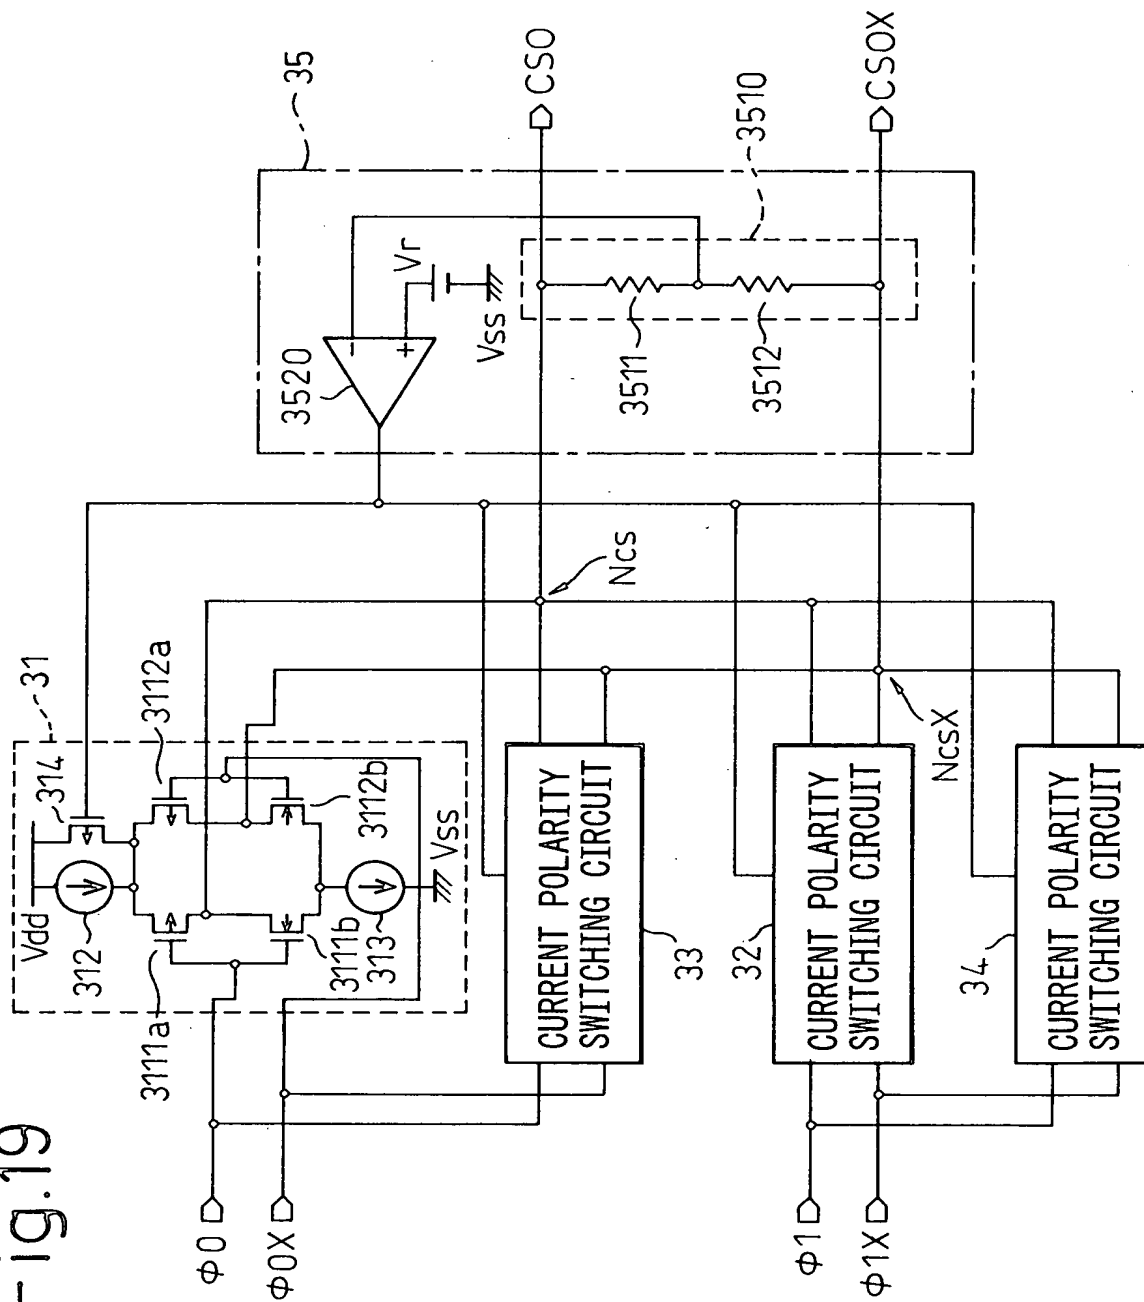 Fig.19
Vdd
312
314
31
3112a
3111a
3111b
3112b
313
Vss
3520
Vr
Vss
35
CSO
3511
3512
3510
CSOX
Ncs
NcsX
CURRENT POLARITY
SWITCHING CIRCUIT
33
CURRENT POLARITY
SWITCHING CIRCUIT
32
CURRENT POLARITY
SWITCHING CIRCUIT
34
Φ0
Φ0X
Φ1
Φ1X
-
+